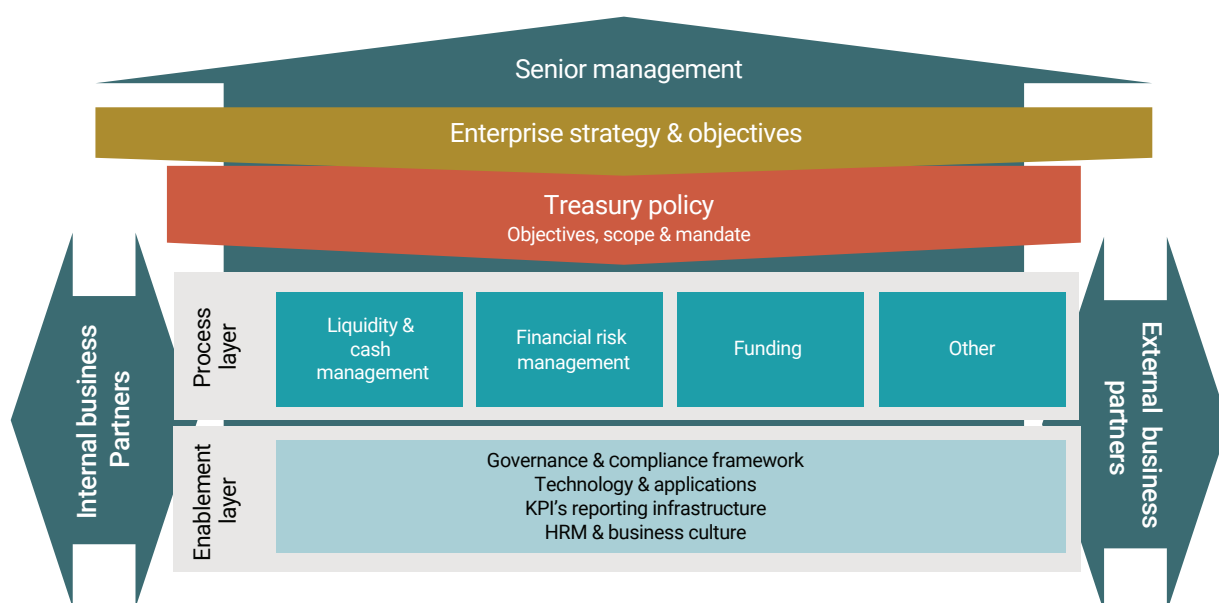 Senior management
Enterprise strategy & objectives
Treasury policy
Objectives, scope & mandate
Internal business
Partners
Process
layer
Liquidity &
cash
management
Financial risk
management
Funding
Other
Enablement
layer
Governance & compliance framework
Technology & applications
KPI's reporting infrastructure
HRM & business culture
External business
partners